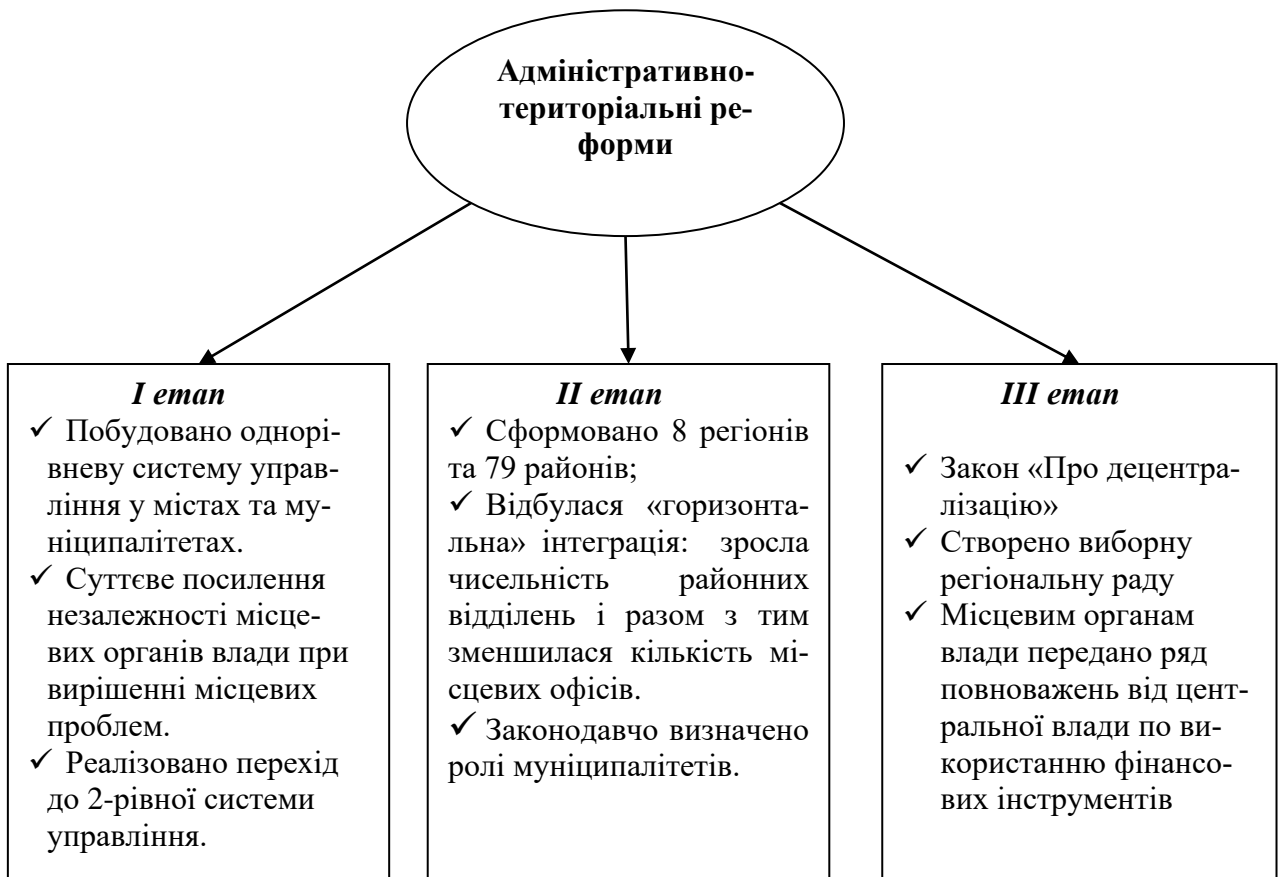 Адміністративно-
територіальні ре-
форми
I етап
✓ Побудовано однорі-
вневу систему управ-
ління у містах та му-
ніципалітетах.
✓ Суттєве посилення
незалежності місце-
вих органів влади при
вирішенні місцевих
проблем.
✓ Реалізовано перехід
до 2-рівної системи
управління.
II етап
✓ Сформовано 8 регіонів
та 79 районів;
✓ Відбулася «горизонта-
льна» інтеграція: зросла
чисельність районних
відділень і разом з тим
зменшилася кількість мі-
сцевих офісів.
✓ Законодавчо визначено
ролі муніципалітетів.
III етап
✓ Закон «Про децентра-
лізацію»
✓ Створено виборну
регіональну раду
✓ Місцевим органам
влади передано ряд
повноважень від цент-
ральної влади по ви-
користанню фінансо-
вих інструментів